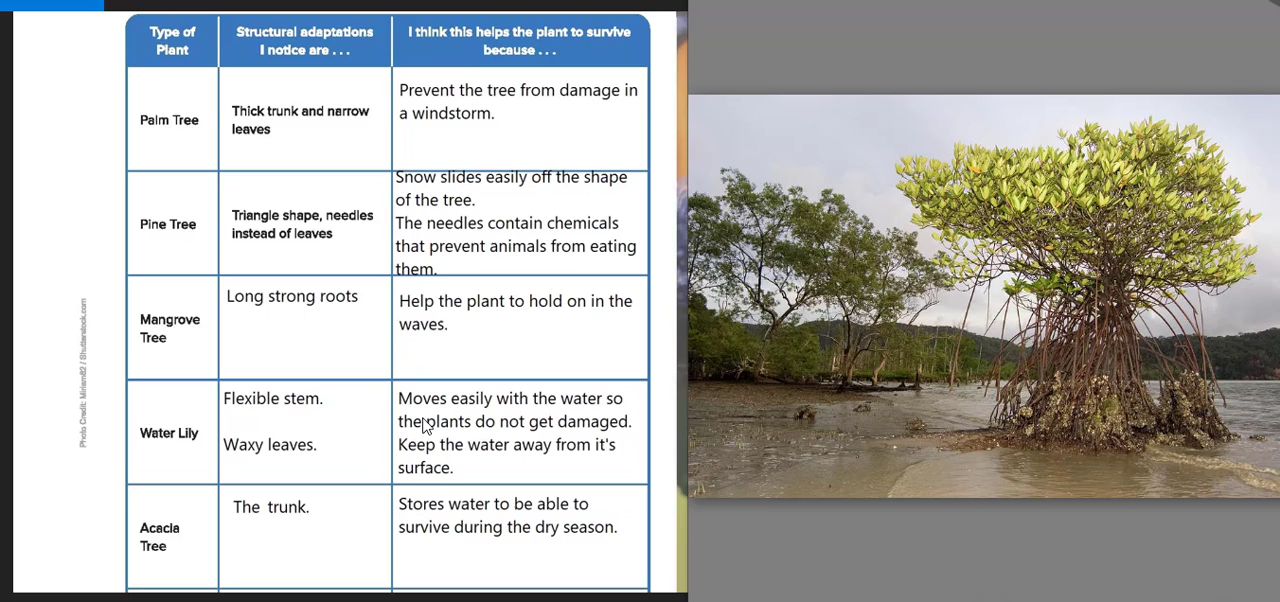 Type of
Plant
Structural adaptations
I notice are . . .
I think this helps the plant to survive
because . . .
Palm Tree
Thick trunk and narrow
leaves
Prevent the tree from damage in
a windstorm.
Pine Tree
Triangle shape, needles
instead of leaves
Snow slides easily off the shape
of the tree.
The needles contain chemicals
that prevent animals from eating
them.
Mangrove
Tree
Long strong roots
Help the plant to hold on in the
waves.
Water Lily
Flexible stem.
Waxy leaves.
Moves easily with the water so
the plants do not get damaged.
Keep the water away from it's
surface.
Acacia
Tree
The trunk.
Stores water to be able to
survive during the dry season.
Photo Credit: Miriam82 / Shutterstock.com